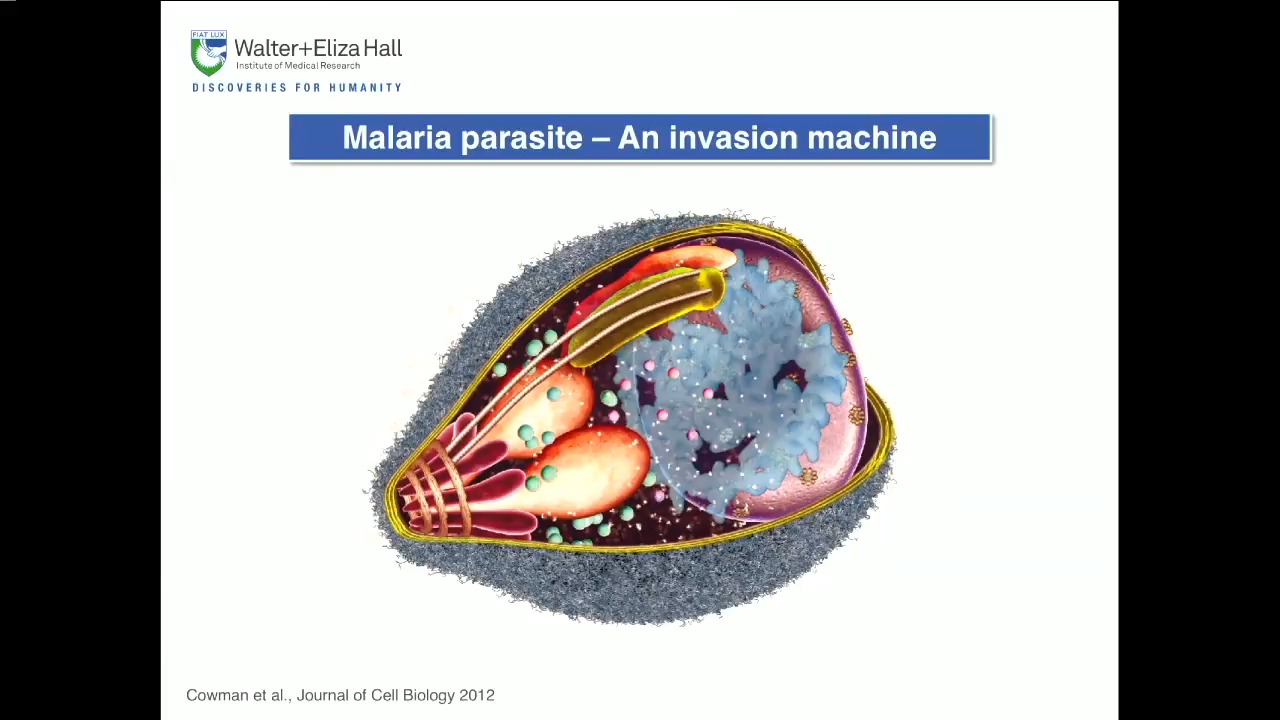 FIAT LUX
Walter+Eliza Hall
Institute of Medical Research
DISCOVERIES FOR HUMANITY
Malaria parasite – An invasion machine
Cowman et al., Journal of Cell Biology 2012